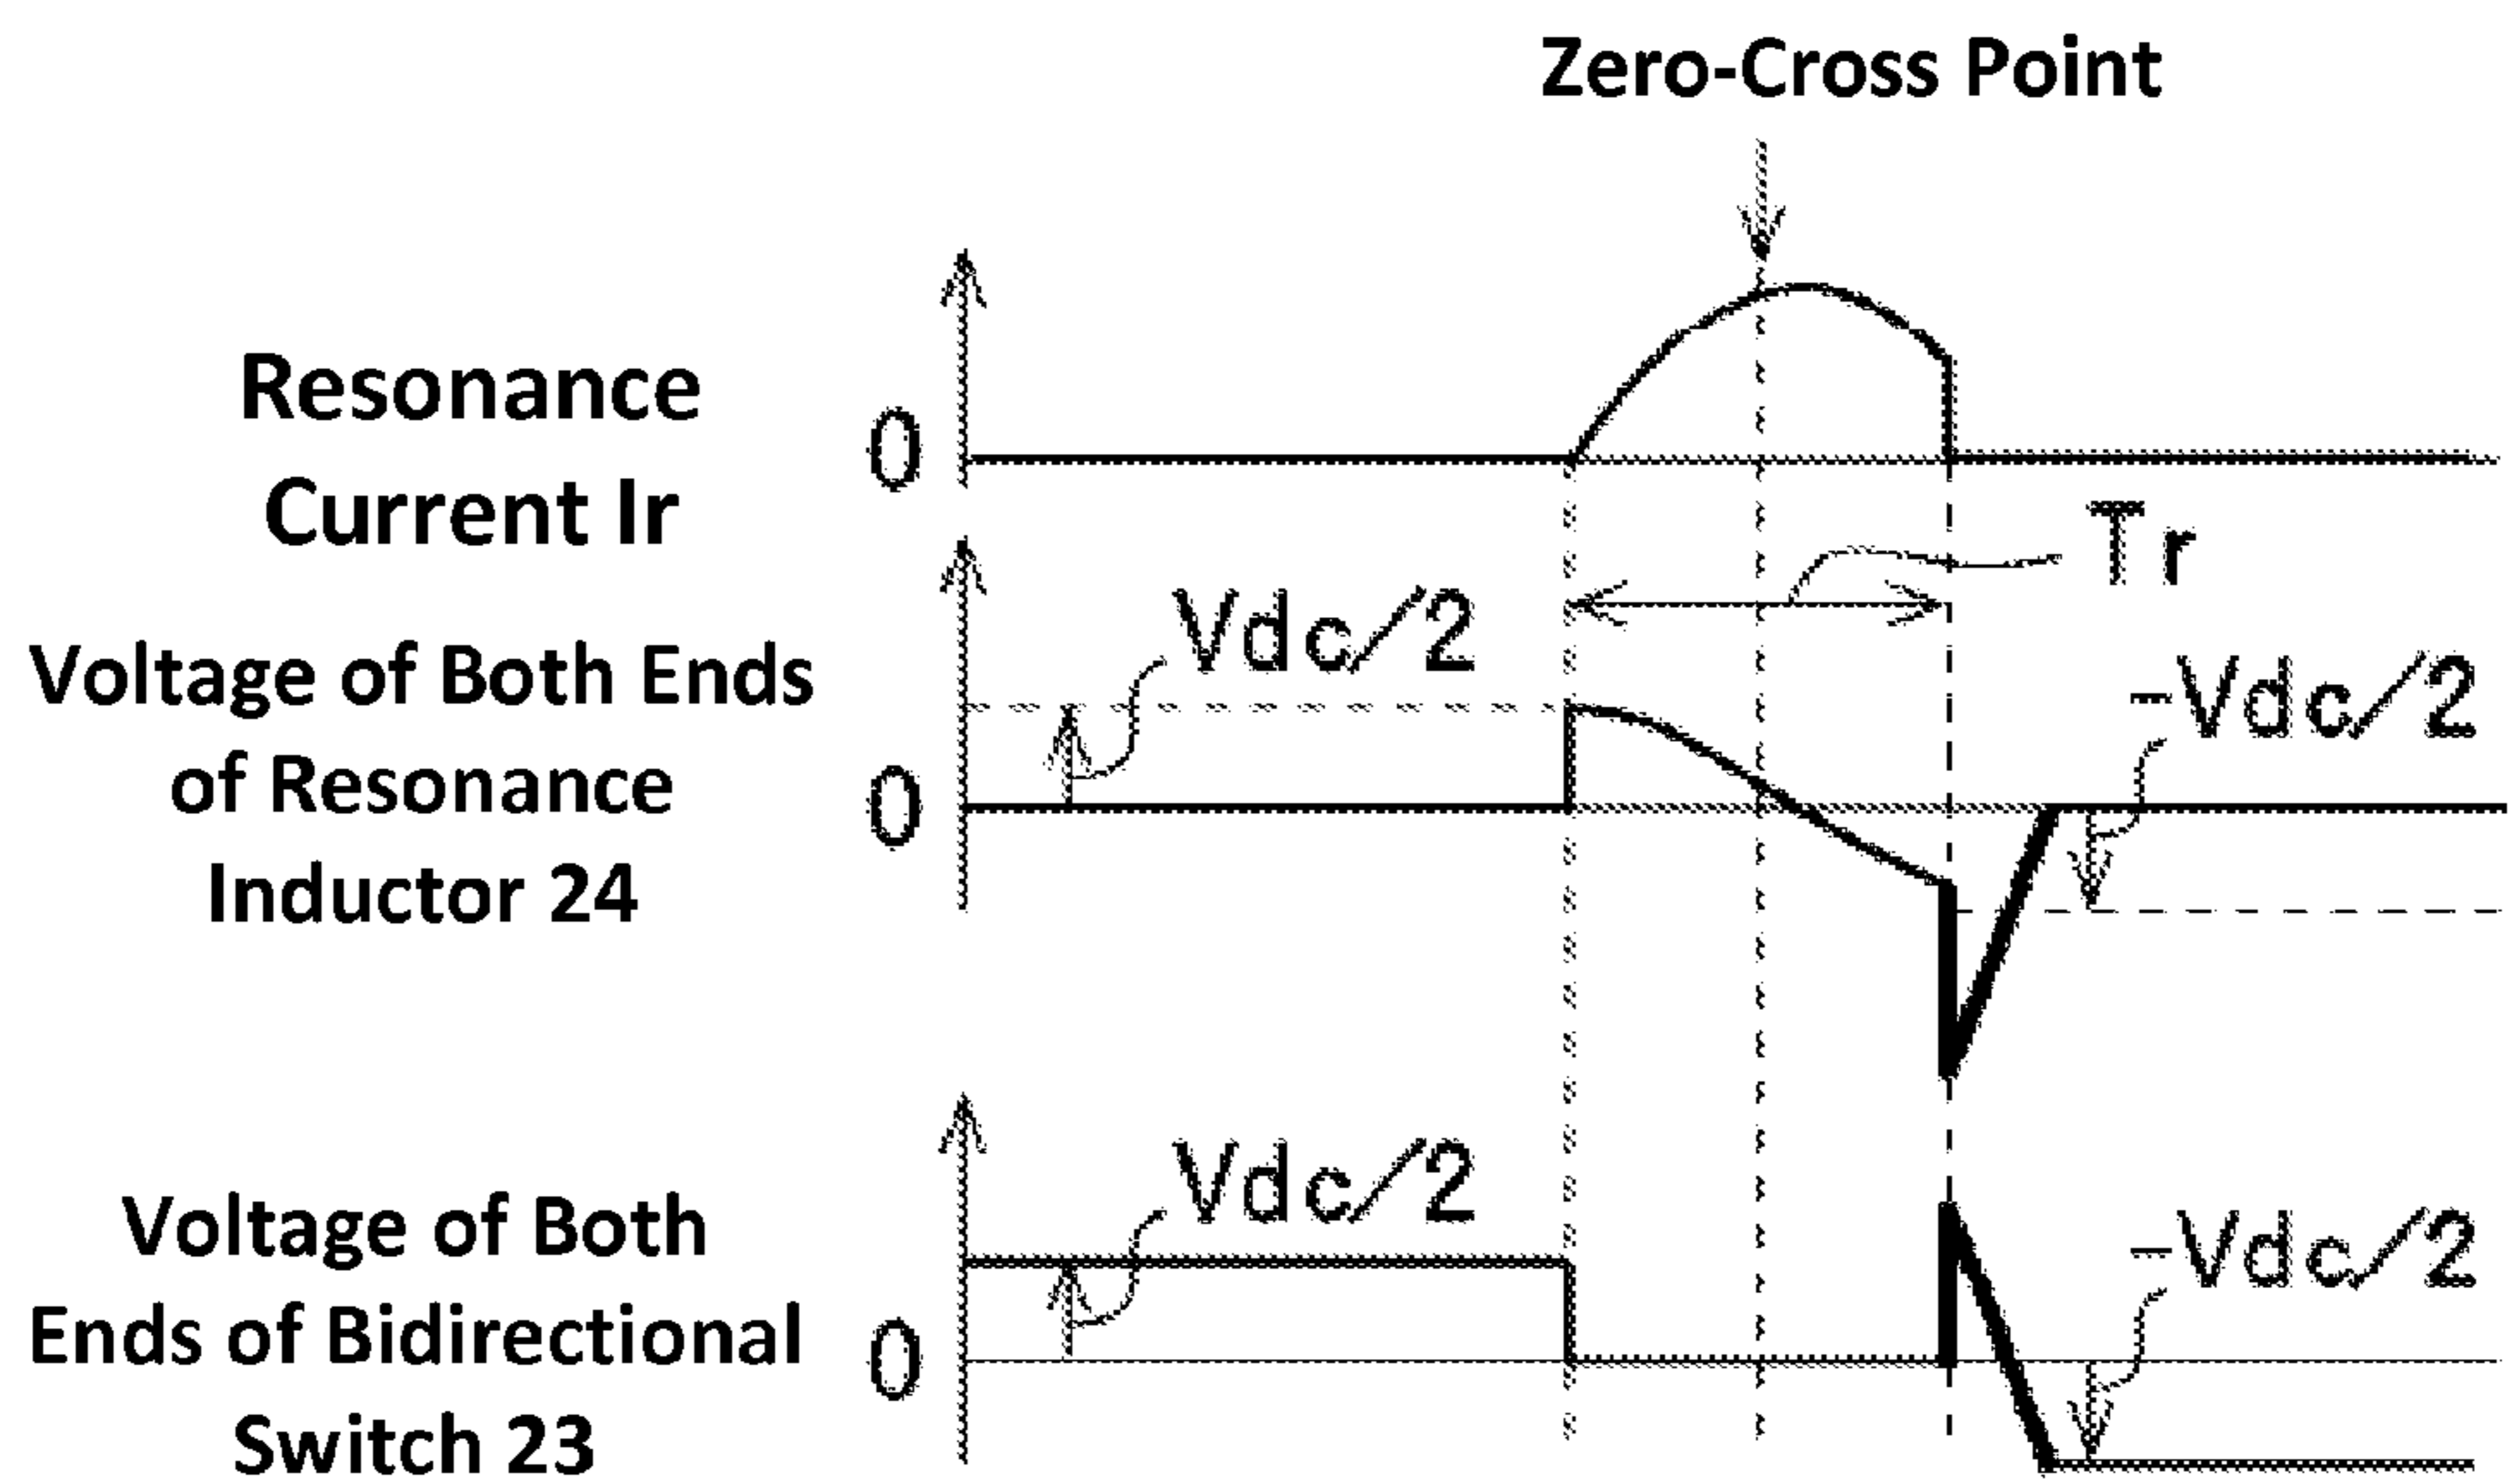 Zero-Cross Point
Resonance
Current Ir
0
Tr
Voltage of Both Ends
of Resonance
Inductor 24
0
Vdc/2
-Vdc/2
Voltage of Both
Ends of Bidirectional
Switch 23
0
Vdc/2
-Vdc/2